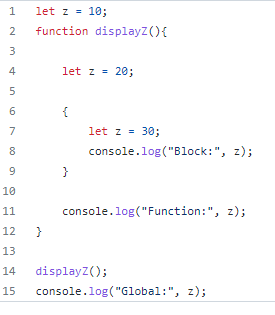 1 let z = 10;
2 function displayZ(){
3
4     let z = 20;
5
6     {
7         let z = 30;
8         console.log("Block:", z);
9     }
10
11     console.log("Function:", z);
12 }
13
14 displayZ();
15 console.log("Global:", z);